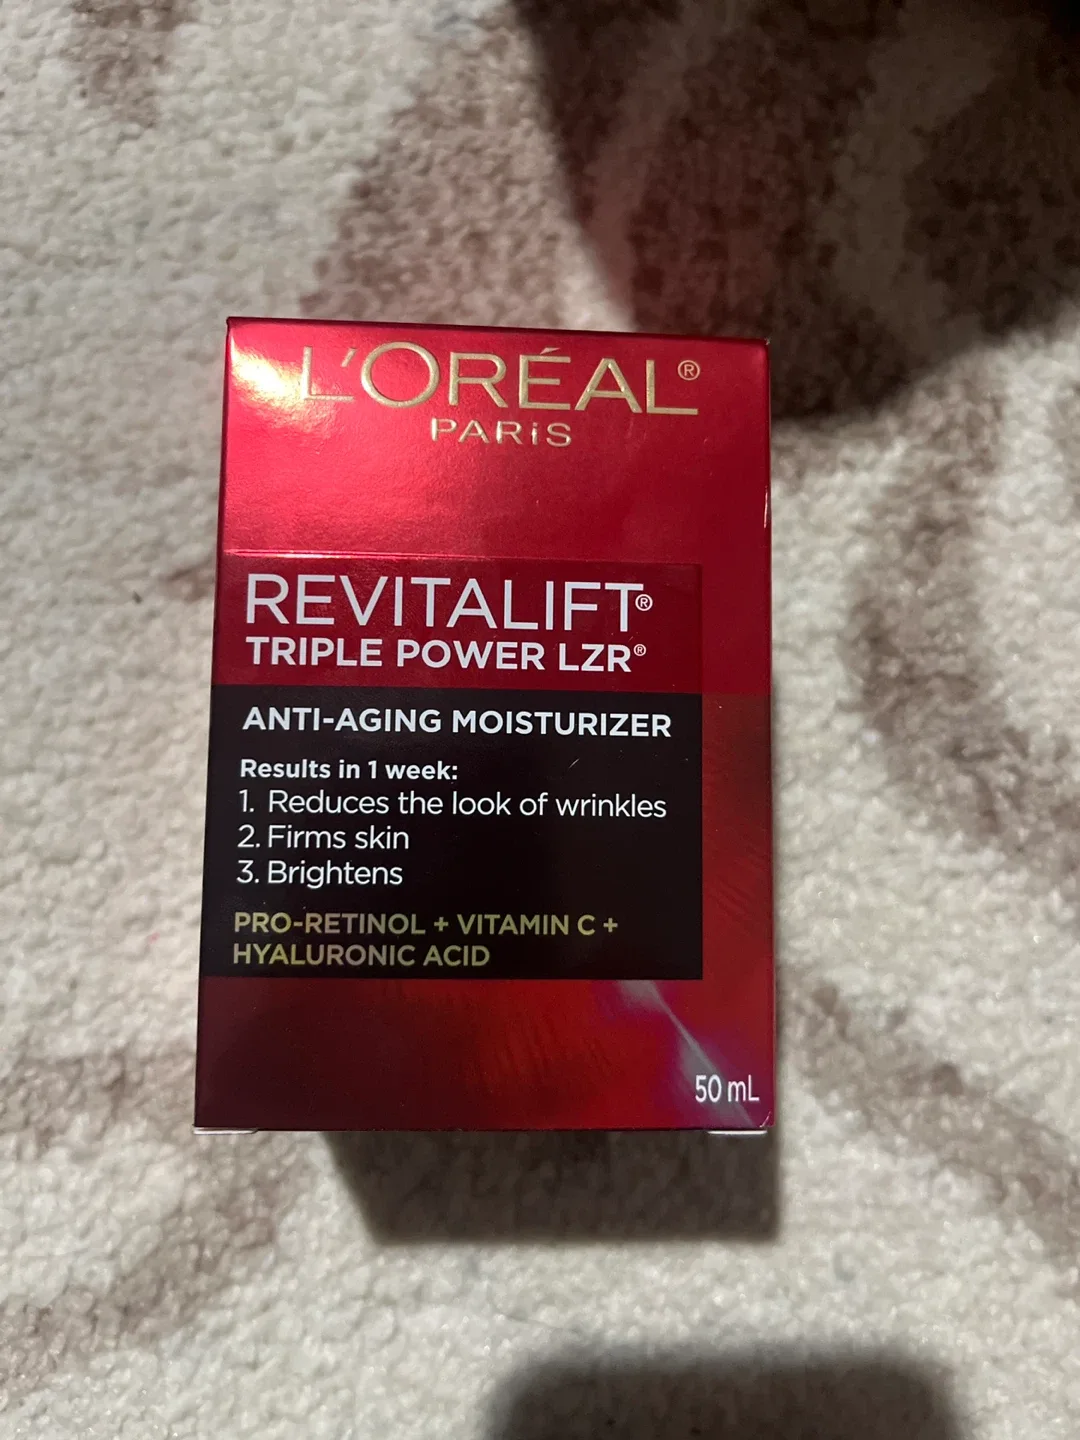 L'ORÉAL®
PARiS
REVITALIFT®
TRIPLE POWER LZR®
ANTI-AGING MOISTURIZER
Results in 1 week:
1. Reduces the look of wrinkles
2. Firms skin
3. Brightens
PRO-RETINOL + VITAMIN C +
HYALURONIC ACID
50 mL